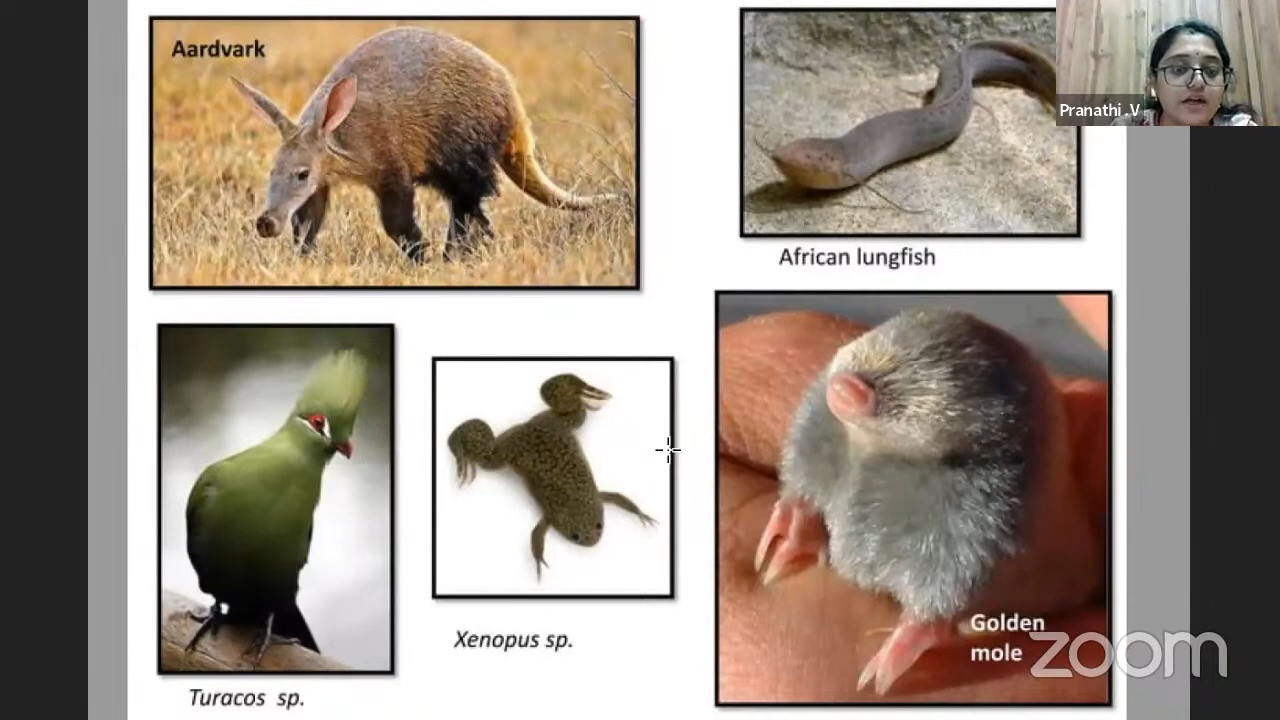 Aardvark
Pranathi .V
African lungfish
Xenopus sp.
Golden
mole
zoom
Turacos sp.